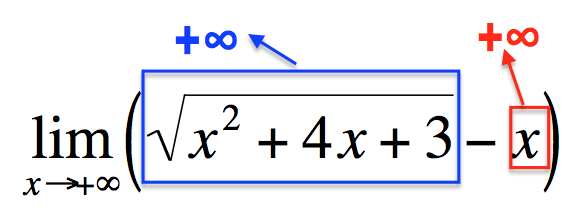 +∞ +∞
lim(√(x² + 4x + 3) − x)
x→+∞